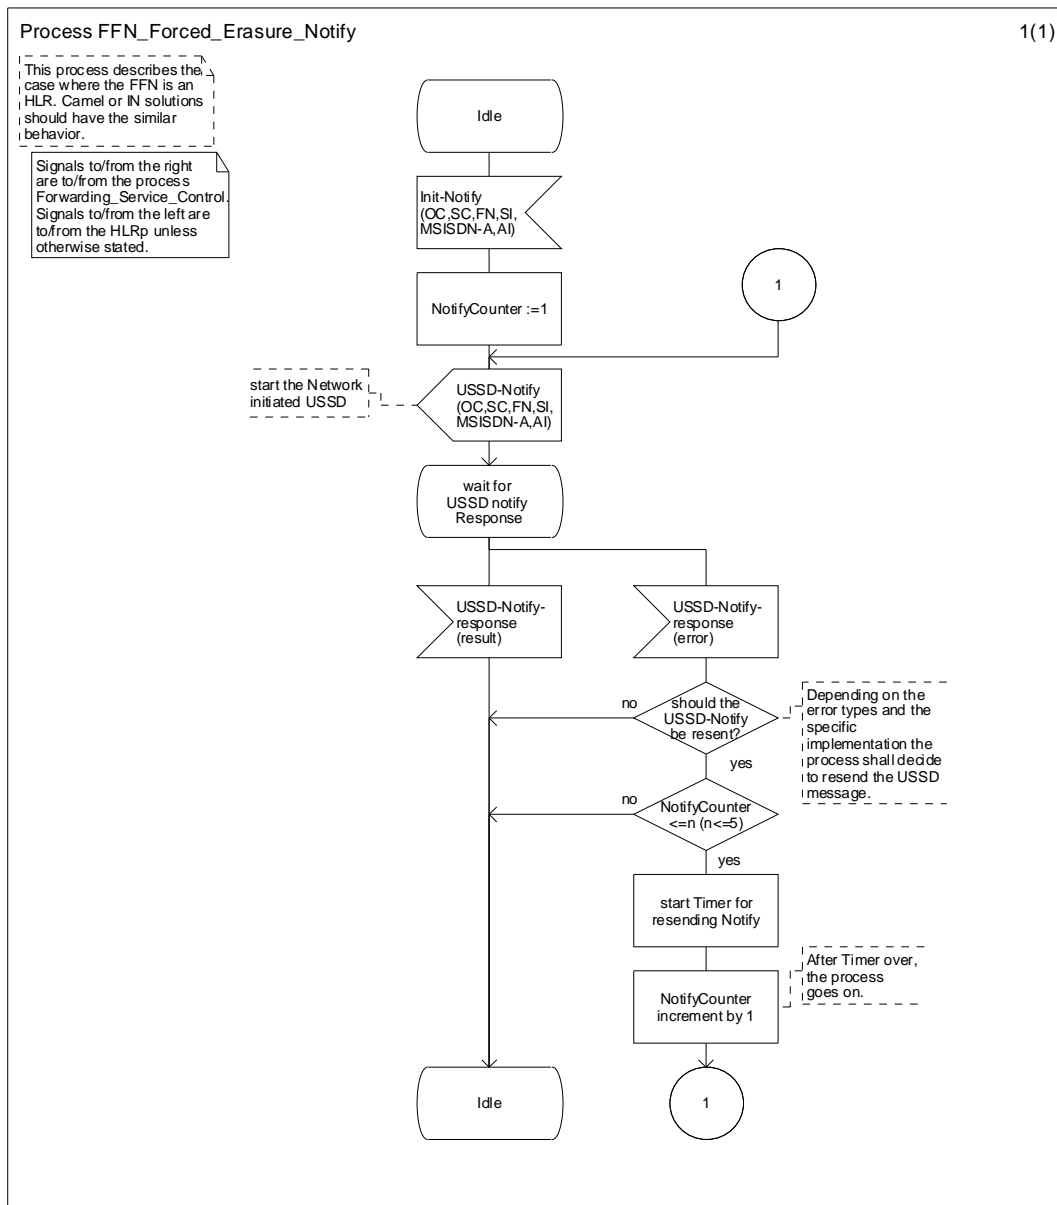 Process FFN_Forced_Erasure_Notify
1(1)
This process describes the
case where the FFN is an
HLR. Camel or IN solutions
should have the similar
behavior.
Signals to/from the right
are to/from the process
Forwarding_Service_Control.
Signals to/from the left are
to/from the HLRp unless
otherwise stated.
Idle
Init-Notify
(OC,SC,FN,SI,
MSISDN-A,AI)
NotifyCounter :=1
1
start the Network
initiated USSD
USSD-Notify
(OC,SC,FN,SI,
MSISDN-A,AI)
wait for
USSD notify
Response
USSD-Notify-
response
(result)
USSD-Notify-
response
(error)
no
should the
USSD-Notify
be resent?
Depending on the
error types and the
specific
implementation the
process shall decide
to resend the USSD
message.
yes
no
NotifyCounter
<=n (n<=5)
yes
start Timer for
resending Notify
After Timer over,
the process
goes on.
NotifyCounter
increment by 1
Idle
1